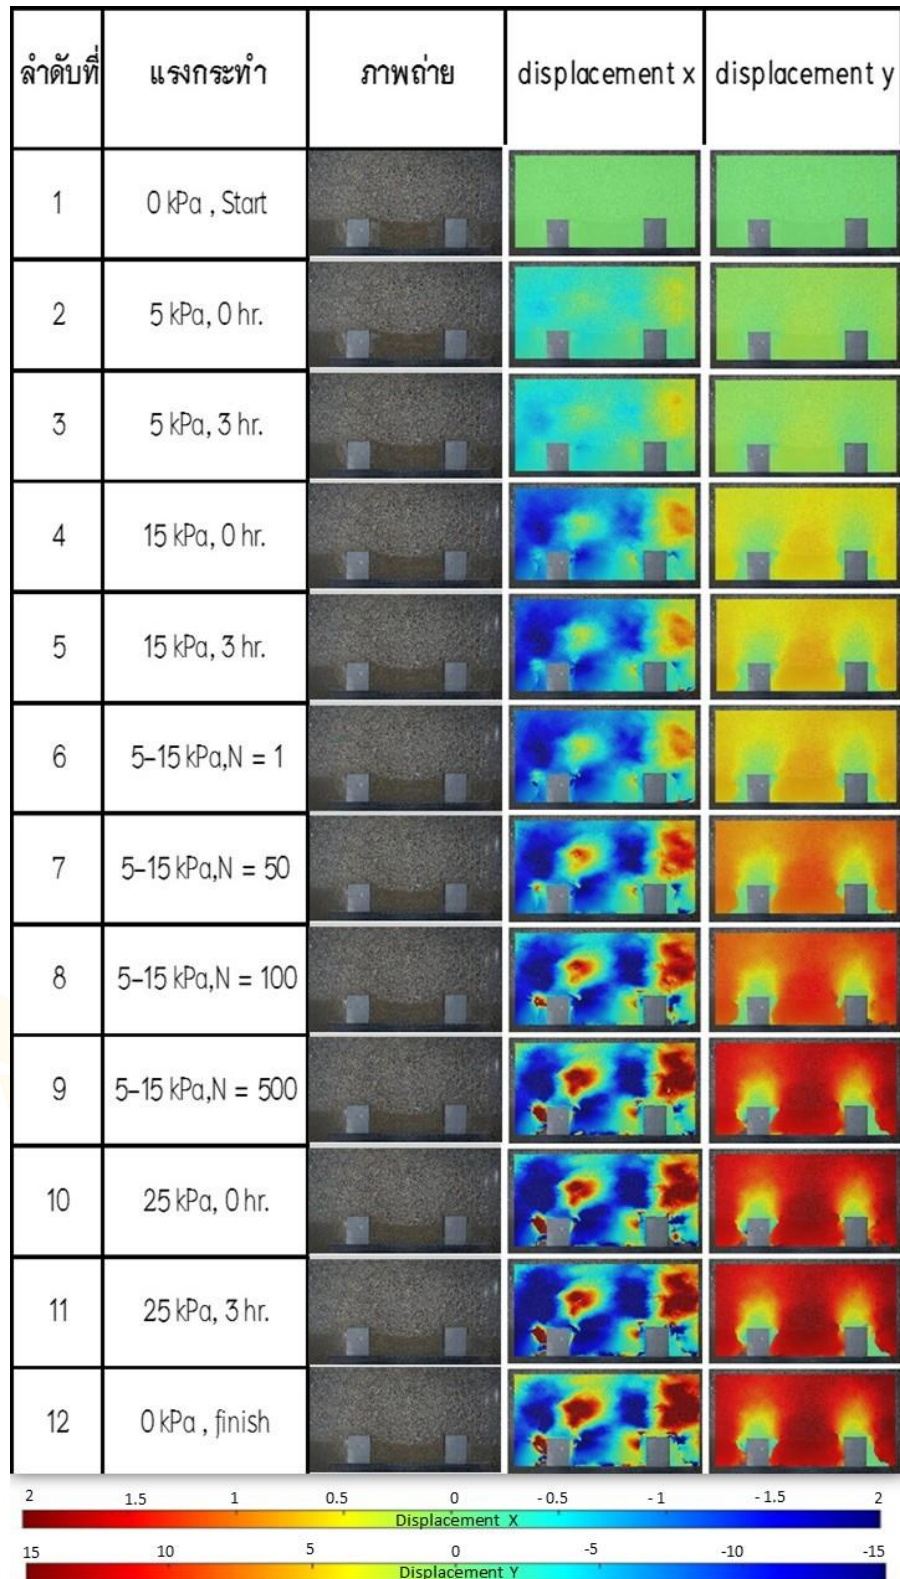 ลำดับที่ แรงกระทำ ภาพถ่าย displacement x displacement y
1 0 kPa , Start
2 5 kPa, 0 hr.
3 5 kPa, 3 hr.
4 15 kPa, 0 hr.
5 15 kPa, 3 hr.
6 5-15 kPa,N = 1
7 5-15 kPa,N = 50
8 5-15 kPa,N = 100
9 5-15 kPa,N = 500
10 25 kPa, 0 hr.
11 25 kPa, 3 hr.
12 0 kPa , finish
2 1.5 1 0.5 0 -0.5 -1 -1.5 2
Displacement X
15 10 5 0 -5 -10 -15
Displacement Y